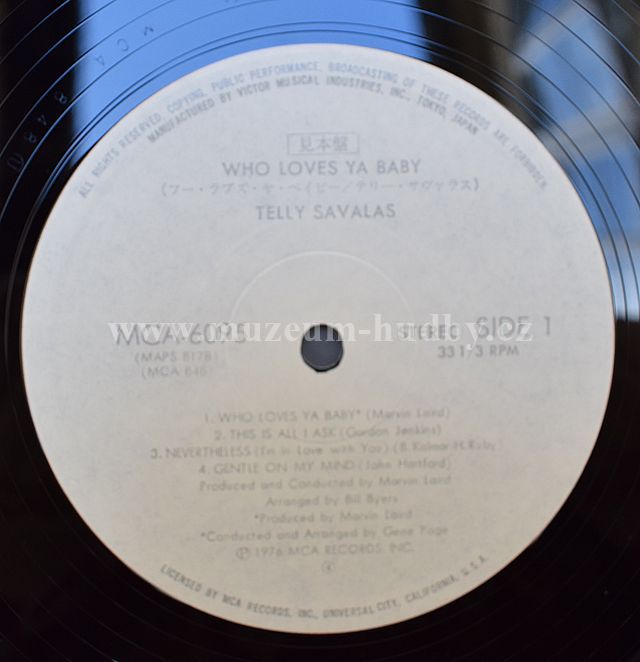 ALL RIGHTS RESERVED. COPYING, PUBLIC PERFORMANCE, BROADCASTING OF THESE RECORDS ARE FORBIDDEN.
MANUFACTURED BY VICTOR MUSICAL INDUSTRIES, INC., TOKYO, JAPAN
見本盤
WHO LOVES YA BABY
(フー・ラブズ・ヤ・ベイビー/テリー・サヴァラス)
TELLY SAVALAS
www.muzeum-hudby.cz
STEREO SIDE 1
(MAPS 8178)
33 1/3 RPM
1. WHO LOVES YA BABY* (Marvin Laird)
2. THIS IS ALL I ASK (Gordon Jenkins)
3. NEVERTHELESS (I'm in Love with You) (B. Kalmar-H. Ruby)
4. GENTLE ON MY MIND (John Hartford)
Produced and Conducted by Marvin Laird
Arranged by Bill Byers
*Produced by Marvin Laird
*Conducted and Arranged by Gene Page
Ⓟ 1976 MCA RECORDS, INC.
LICENSED BY MCA RECORDS, INC., UNIVERSAL CITY, CALIFORNIA, U.S.A.